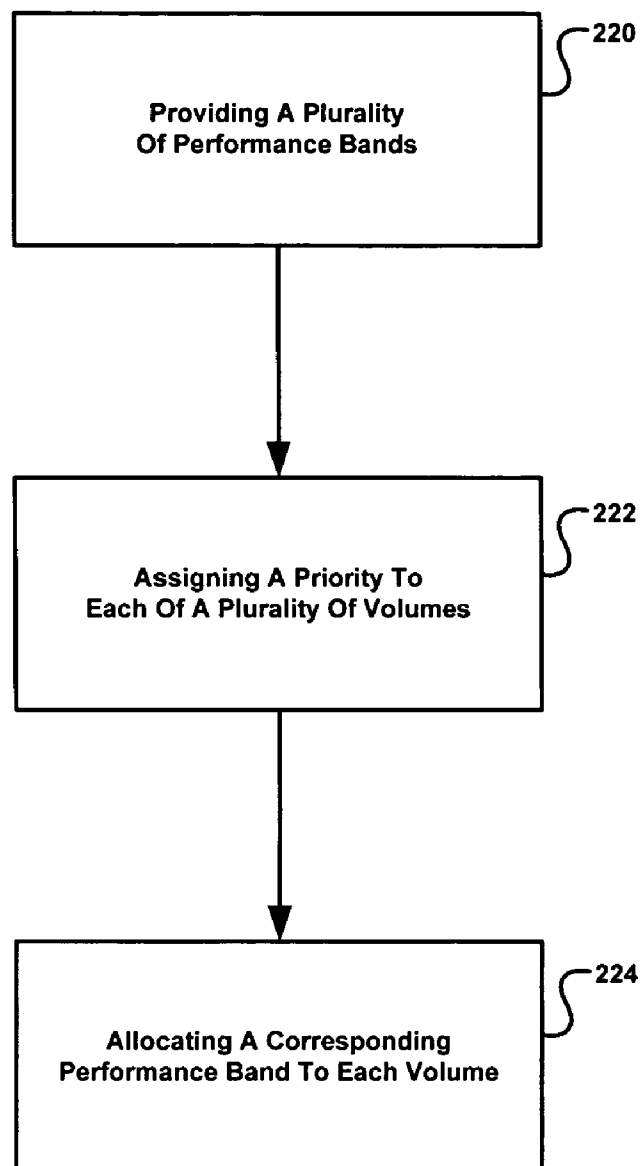 220
Providing A Plurality
Of Performance Bands
222
Assigning A Priority To
Each Of A Plurality Of Volumes
224
Allocating A Corresponding
Performance Band To Each Volume